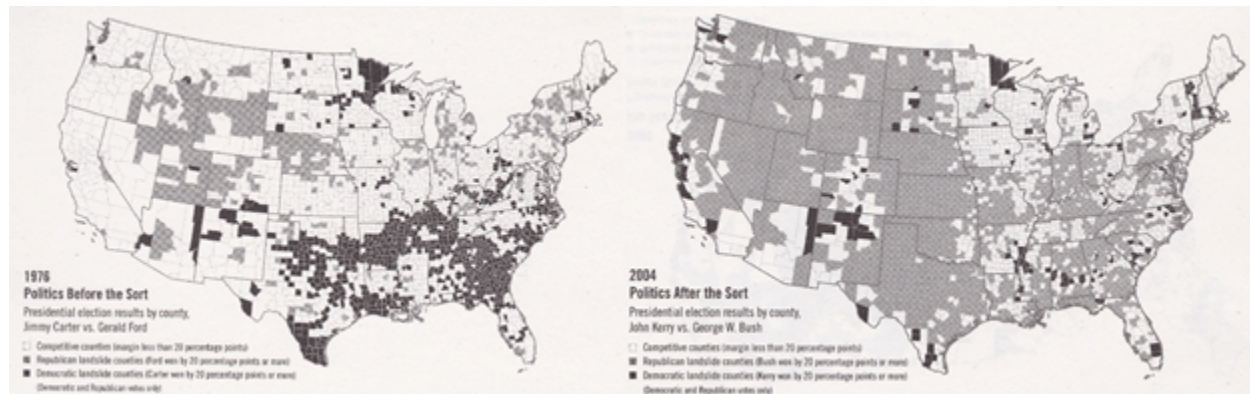 1976
Politics Before the Sort
Presidential election results by county,
Jimmy Carter vs. Gerald Ford
Competitive counties (margin less than 20 percentage points)
Republican landslide counties (Ford won by 20 percentage points or more)
Democratic landslide counties (Carter won by 20 percentage points or more)
(Democratic and Republican votes only)
2004
Politics After the Sort
Presidential election results by county,
John Kerry vs. George W. Bush
Competitive counties (margin less than 20 percentage points)
Republican landslide counties (Bush won by 20 percentage points or more)
Democratic landslide counties (Kerry won by 20 percentage points or more)
(Democratic and Republican votes only)